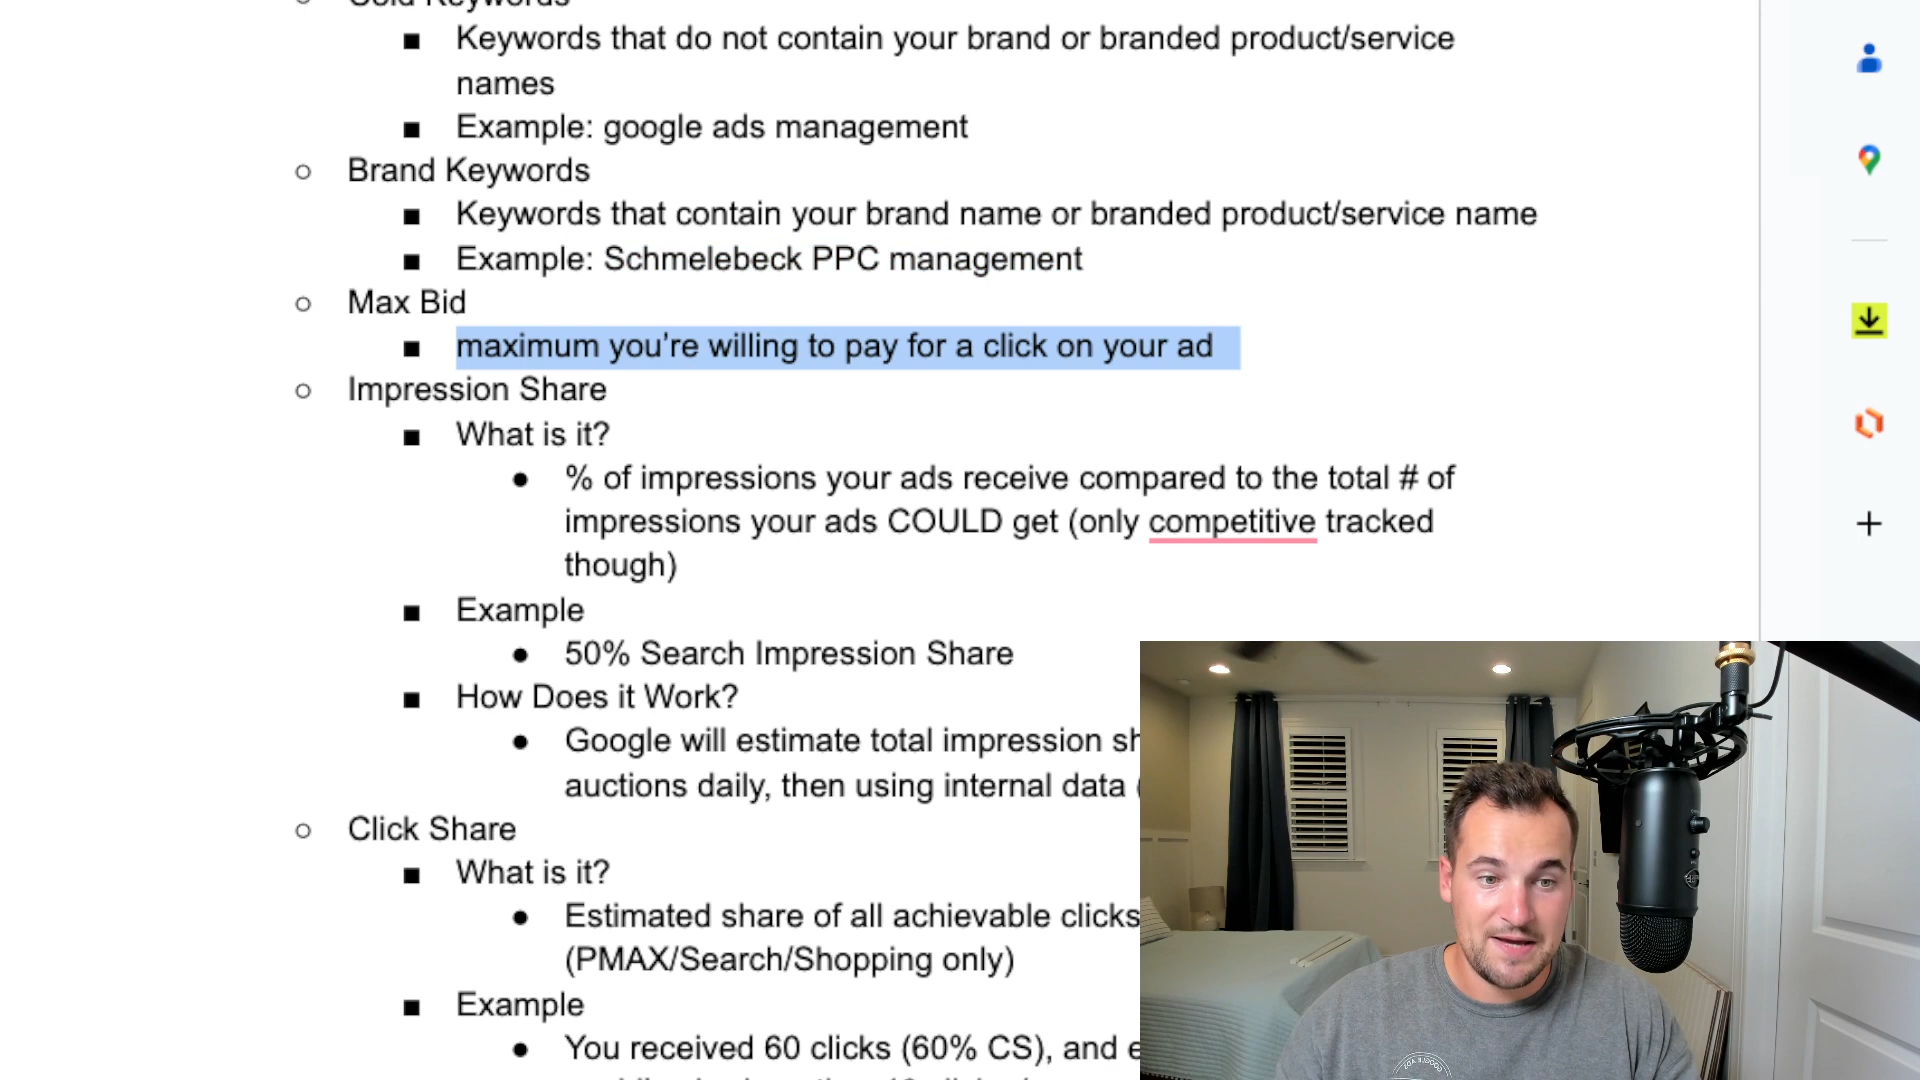 Cold Keywords
■ Keywords that do not contain your brand or branded product/service
names
■ Example: google ads management
○ Brand Keywords
■ Keywords that contain your brand name or branded product/service name
■ Example: Schmelebeck PPC management
○ Max Bid
■ maximum you’re willing to pay for a click on your ad
○ Impression Share
■ What is it?
● % of impressions your ads receive compared to the total # of
impressions your ads COULD get (only competitive tracked
though)
■ Example
● 50% Search Impression Share
■ How Does it Work?
● Google will estimate total impression sh
auctions daily, then using internal data (
○ Click Share
■ What is it?
● Estimated share of all achievable clicks
(PMAX/Search/Shopping only)
■ Example
● You received 60 clicks (60% CS), and e